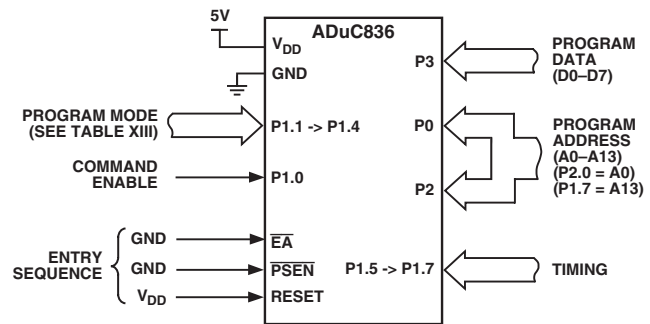 5V
ADuC836
VDD
GND
P3
PROGRAM
DATA
(D0–D7)
PROGRAM MODE
(SEE TABLE XIII)
P1.1 -> P1.4
P0
PROGRAM
ADDRESS
(A0–A13)
(P2.0 = A0)
(P1.7 = A13)
COMMAND
ENABLE
P1.0
P2
ENTRY
SEQUENCE
GND
EA
GND
PSEN
VDD
RESET
P1.5 -> P1.7
TIMING